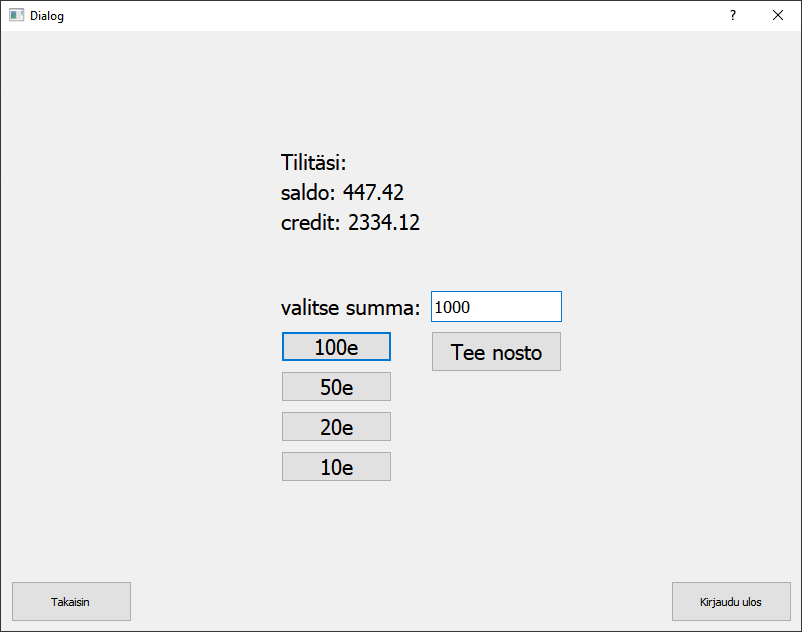 Dialog
?
Tilitäsi:
saldo: 447.42
credit: 2334.12
valitse summa: 1000
100e
Tee nosto
50e
20e
10e
Takaisin
Kirjaudu ulos